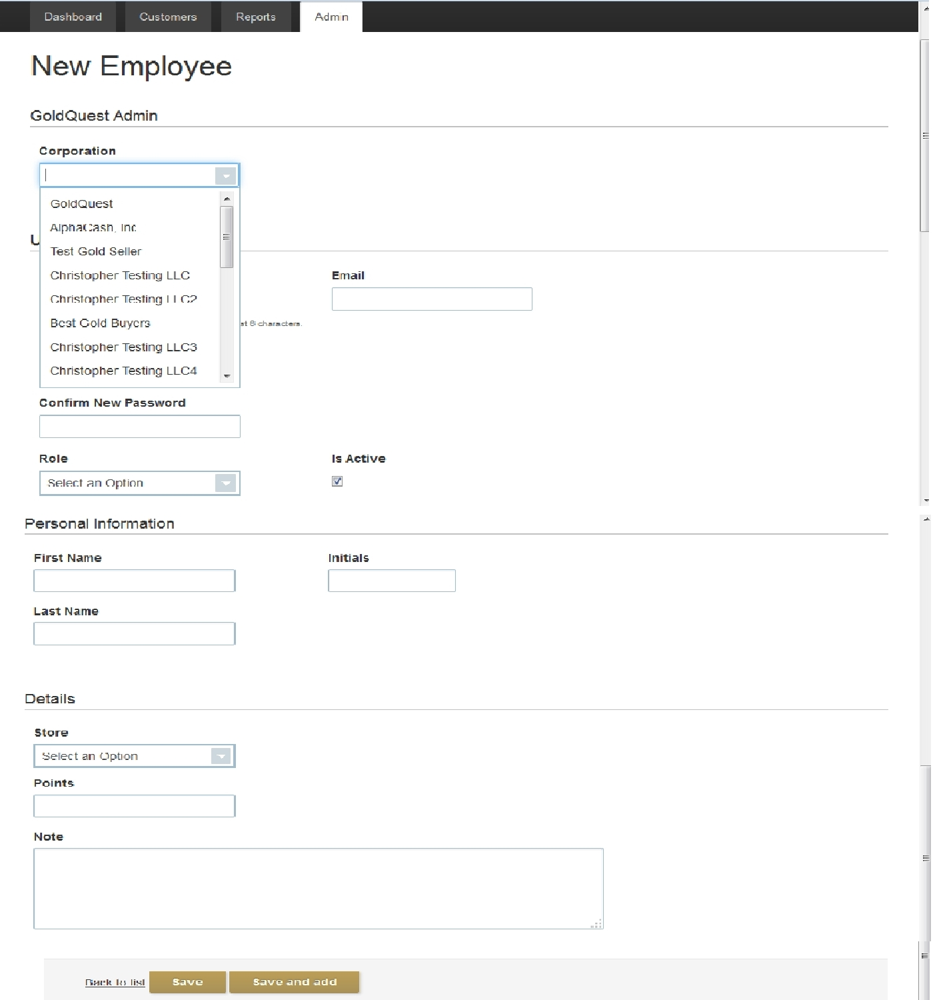 Dashboard Customers Reports Admin
New Employee
GoldQuest Admin
Corporation
GoldQuest
AlphaCash, Inc
U
Test Gold Seller
Christopher Testing LLC
Email
Christopher Testing LLC2
Best Gold Buyers
st 6 characters.
Christopher Testing LLC3
Christopher Testing LLC4
Confirm New Password
Role
Is Active
Select an Option
Personal Information
First Name
Initials
Last Name
Details
Store
Select an Option
Points
Note
Back to list Save Save and add